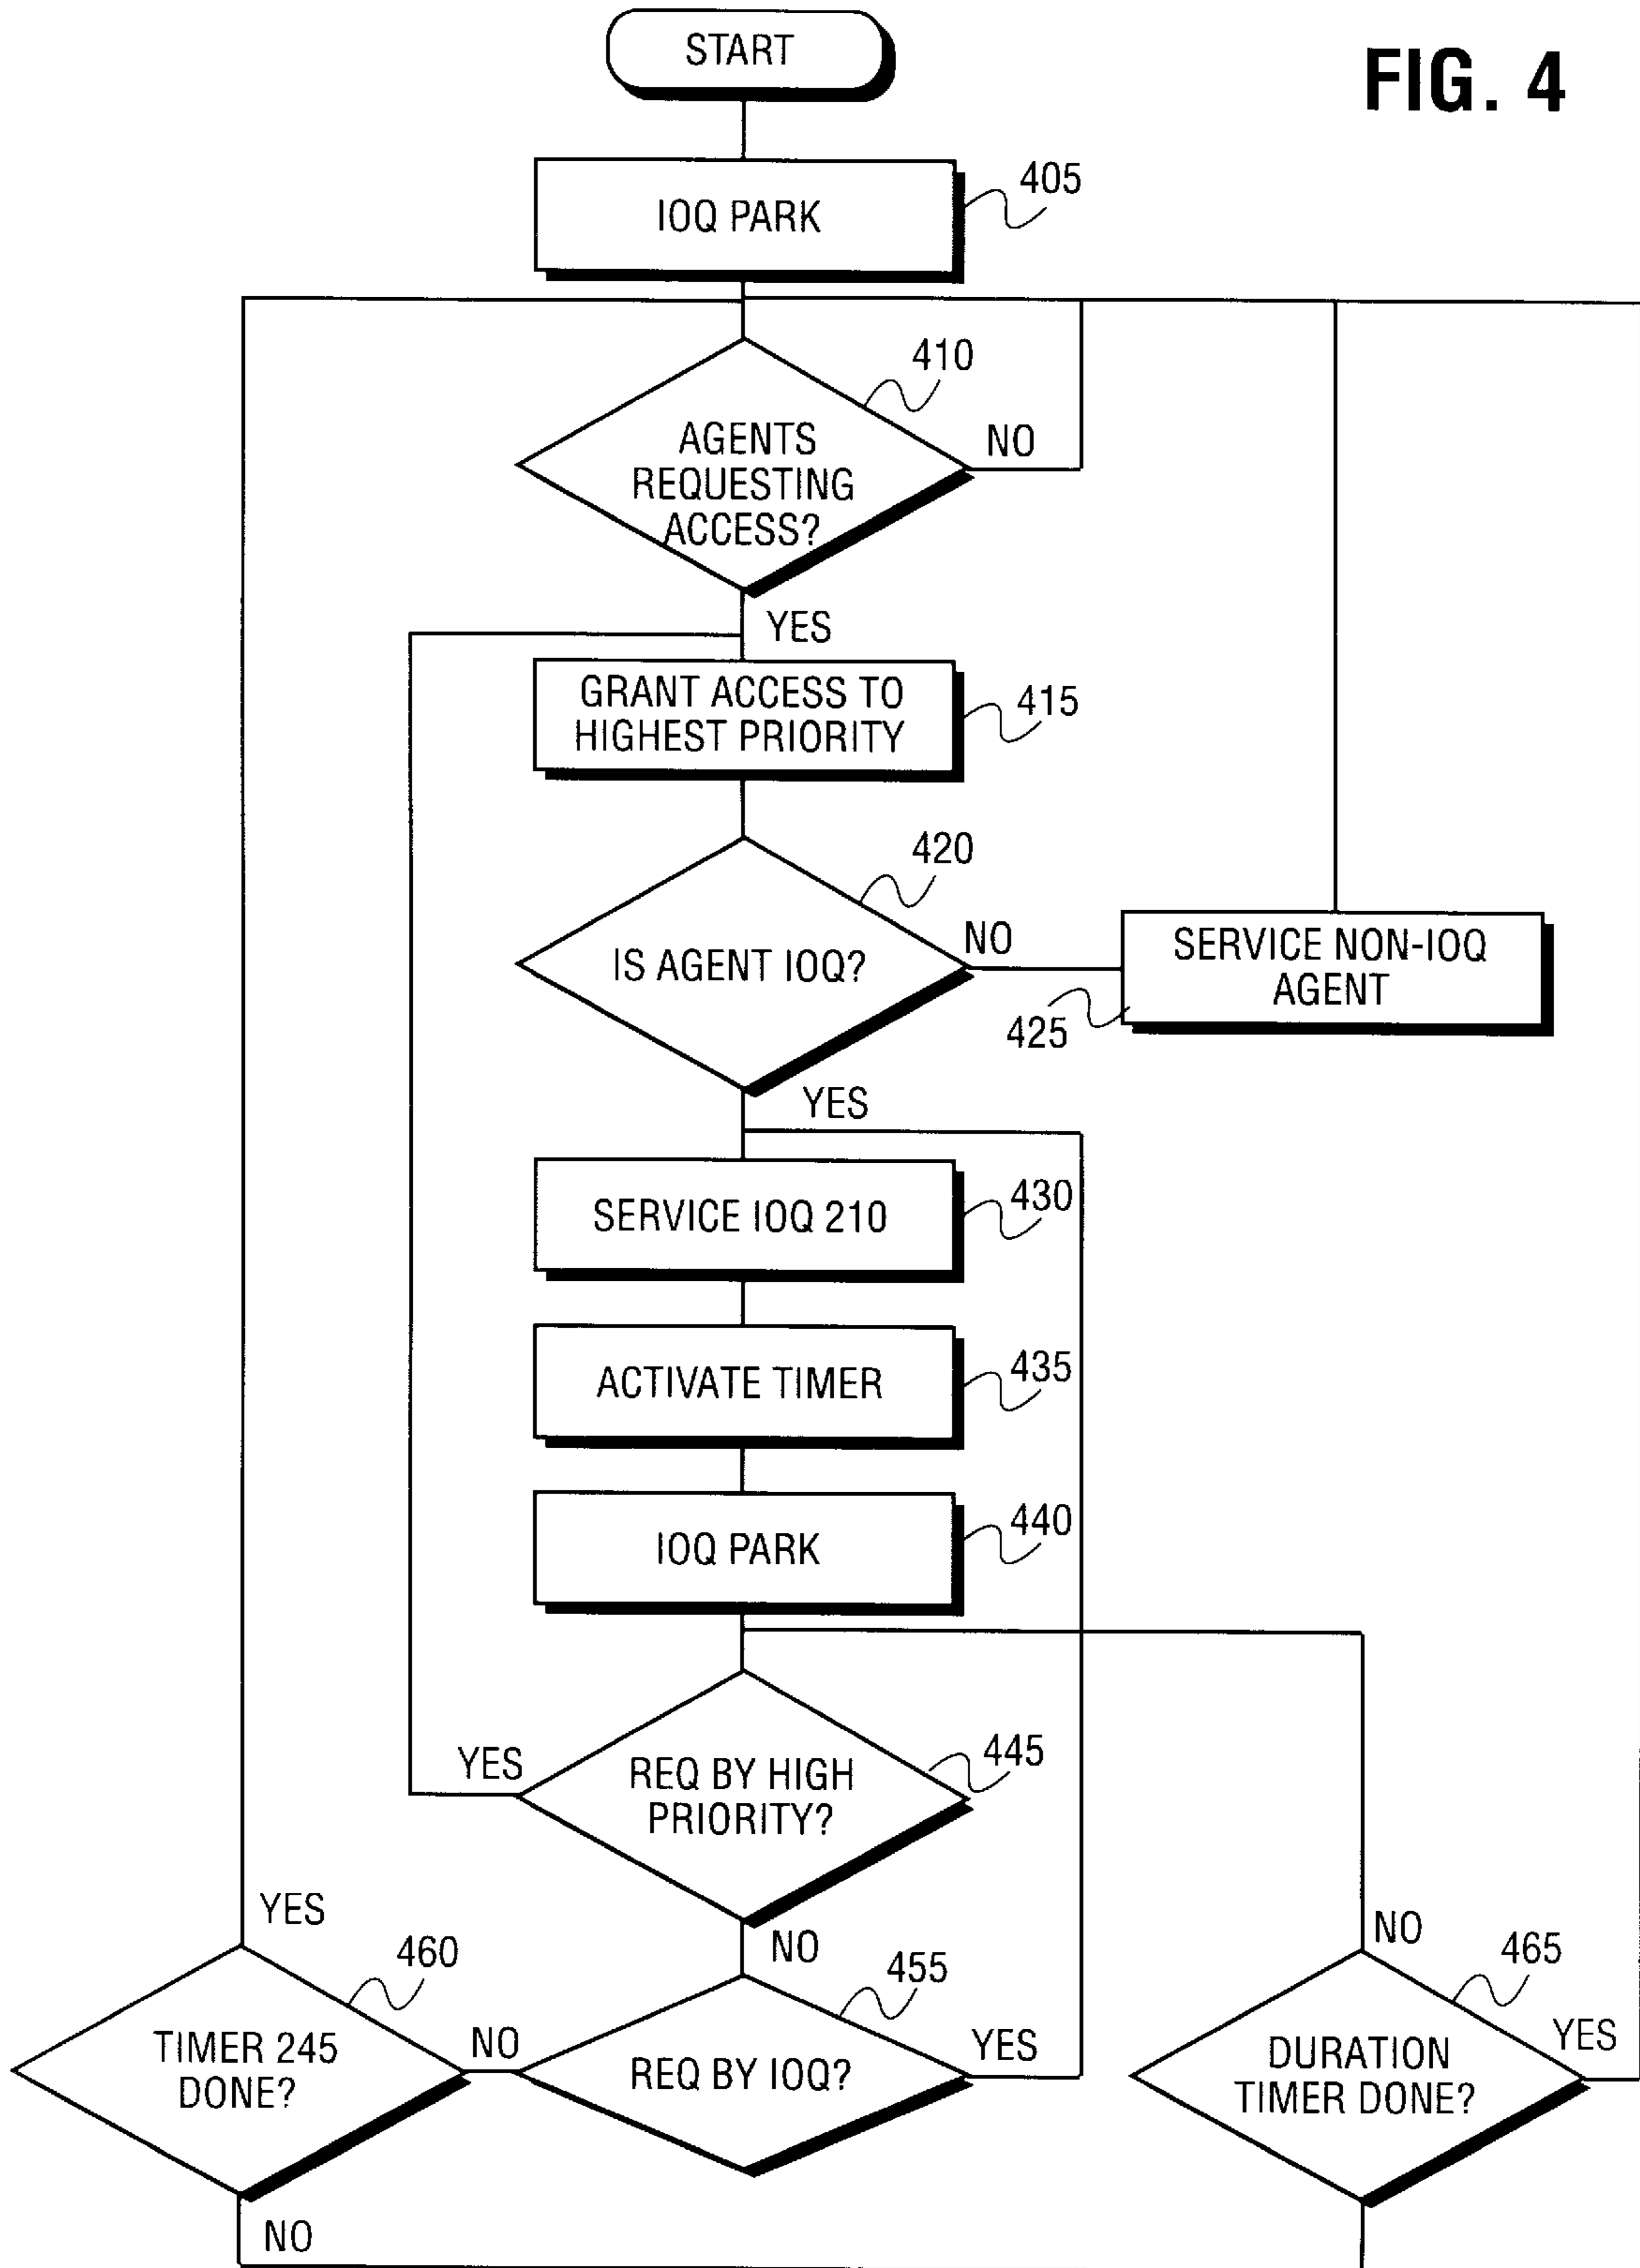 START
FIG. 4
IOQ PARK
405
410
AGENTS
REQUESTING
ACCESS?
NO
YES
GRANT ACCESS TO
HIGHEST PRIORITY
415
420
IS AGENT IOQ?
NO
SERVICE NON-IOQ
AGENT
425
YES
SERVICE IOQ 210
430
ACTIVATE TIMER
435
IOQ PARK
440
REQ BY HIGH
PRIORITY?
445
YES
NO
YES
460
TIMER 245
DONE?
NO
455
REQ BY IOQ?
YES
NO
465
DURATION
TIMER DONE?
YES
NO